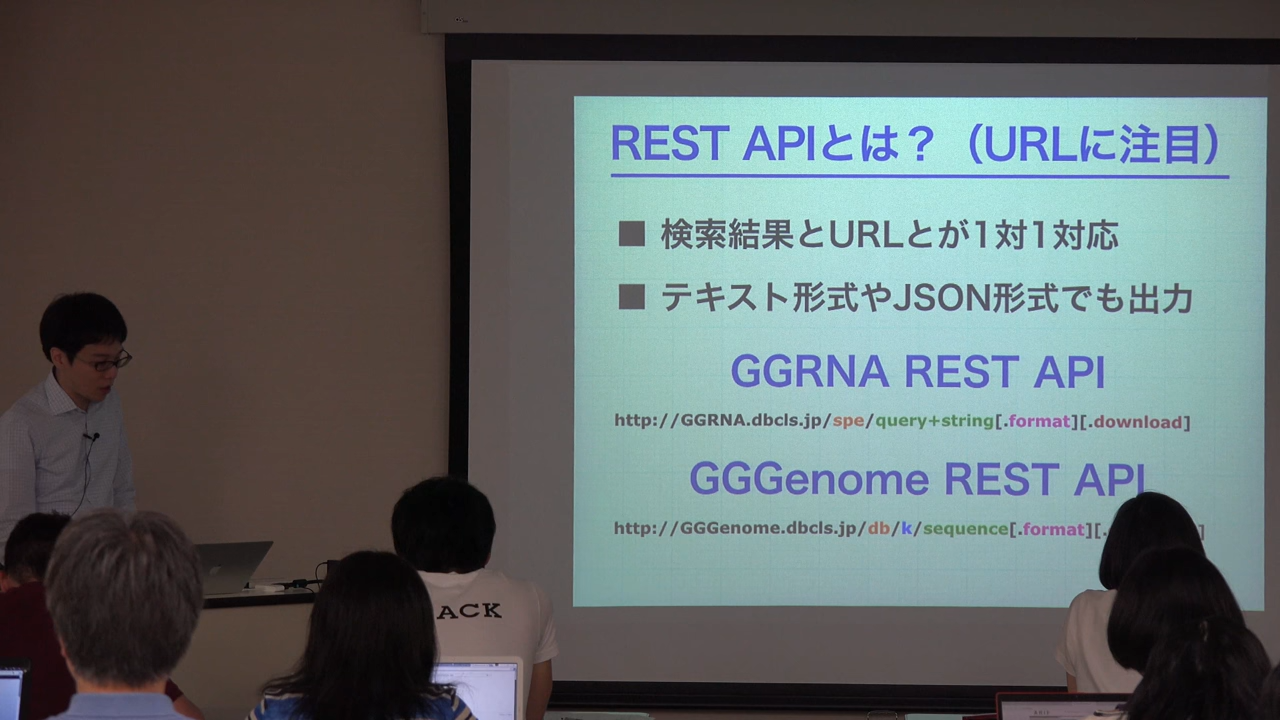 REST APIとは？（URLに注目）
■ 検索結果とURLとが1対1対応
■ テキスト形式やJSON形式でも出力
GGRNA REST API
http://GGRNA.dbcls.jp/spe/query+string[.format][.download]
GGGenome REST API
http://GGGenome.dbcls.jp/db/k/sequence[.format][.
ACK